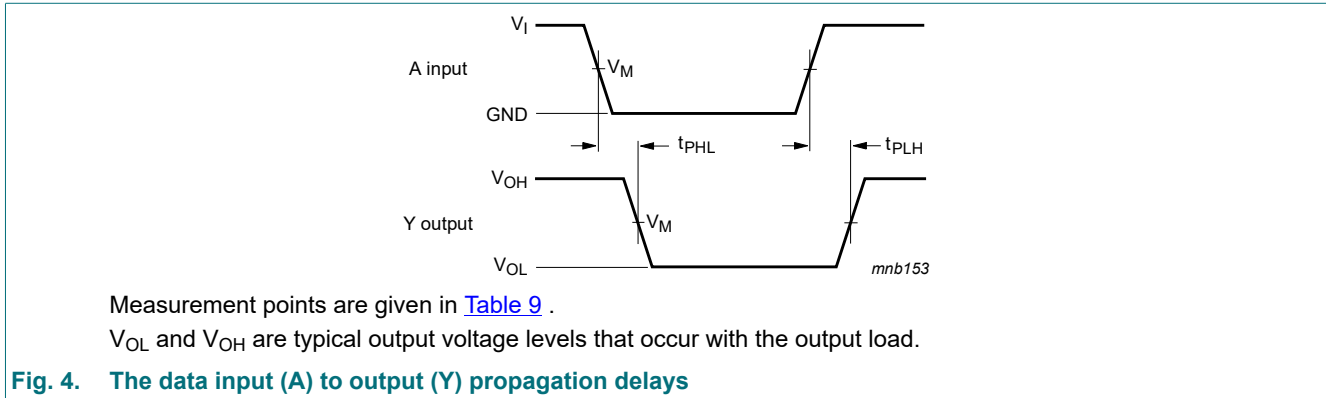 VI
A input
VM
GND
tPHL
tPLH
VOH
Y output
VM
VOL
mnb153
Measurement points are given in Table 9 .
VOL and VOH are typical output voltage levels that occur with the output load.
Fig. 4. The data input (A) to output (Y) propagation delays